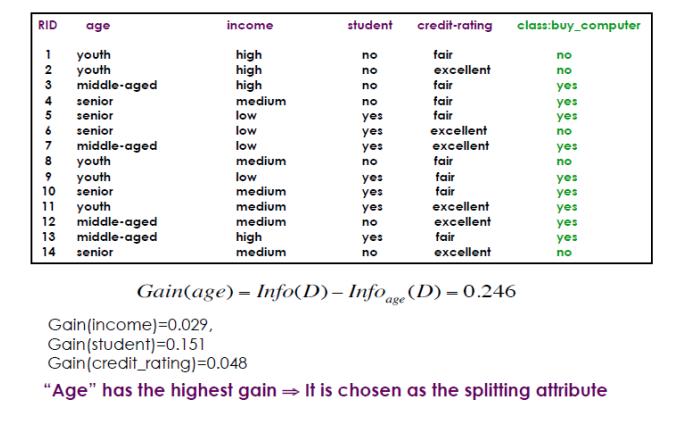 RID age income student credit-rating class:buy_computer
1 youth high no fair no
2 youth high no excellent no
3 middle-aged high no fair yes
4 senior medium no fair yes
5 senior low yes fair yes
6 senior low yes excellent no
7 middle-aged low yes excellent yes
8 youth medium no fair no
9 youth low yes fair yes
10 senior medium yes fair yes
11 youth medium yes excellent yes
12 middle-aged medium no excellent yes
13 middle-aged high yes fair yes
14 senior medium no excellent no
Gain(age) = Info(D) − Info_age(D) = 0.246
Gain(income)=0.029,
Gain(student)=0.151
Gain(credit_rating)=0.048
“Age” has the highest gain ⇒ It is chosen as the splitting attribute